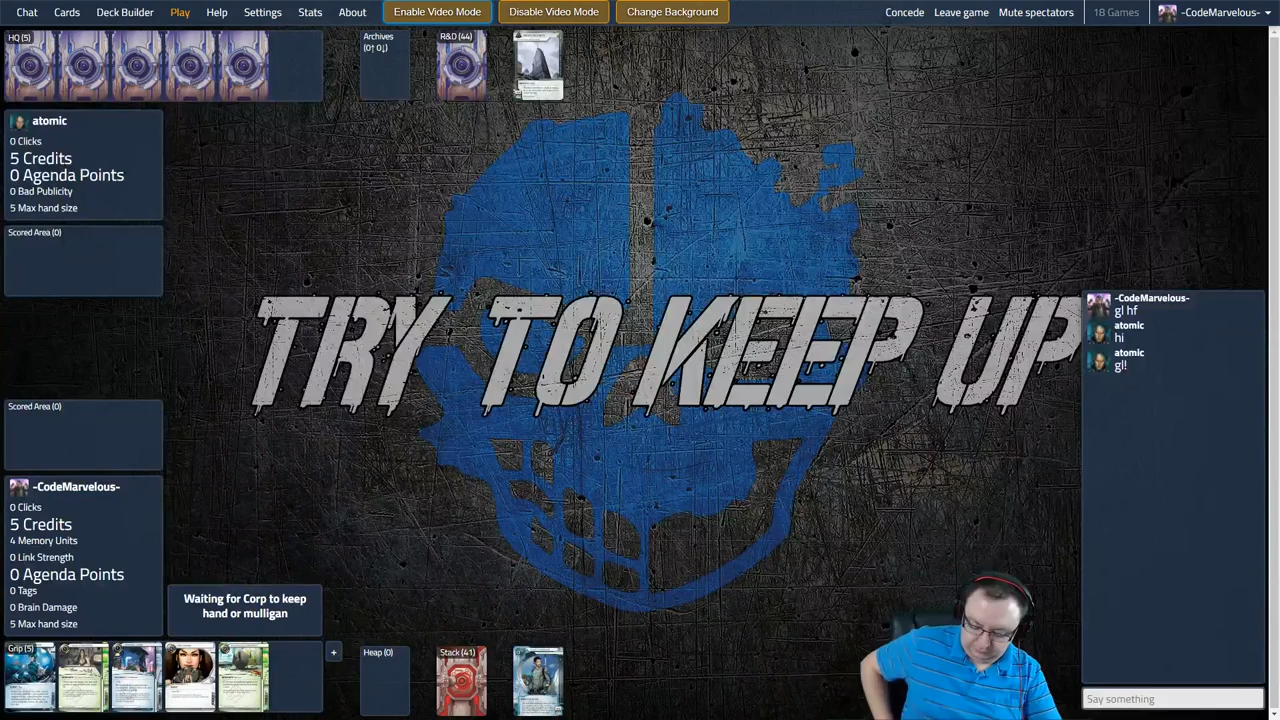 Chat Cards Deck Builder Play Help Settings Stats About Enable Video Mode Disable Video Mode Change Background Concede Leave game Mute spectators 18 Games -CodeMarvelous-
HQ (5)
Archives
(0↑ 0↓)
R&D (44)
atomic
0 Clicks
5 Credits
0 Agenda Points
0 Bad Publicity
5 Max hand size
Scored Area (0)
TRY TO KEEP UP
-CodeMarvelous-
gl hf
atomic
hi
atomic
gl!
Scored Area (0)
-CodeMarvelous-
0 Clicks
5 Credits
4 Memory Units
0 Link Strength
0 Agenda Points
0 Tags
0 Brain Damage
5 Max hand size
Waiting for Corp to keep
hand or mulligan
Grip (5)
+
Heap (0)
Stack (41)
Say something